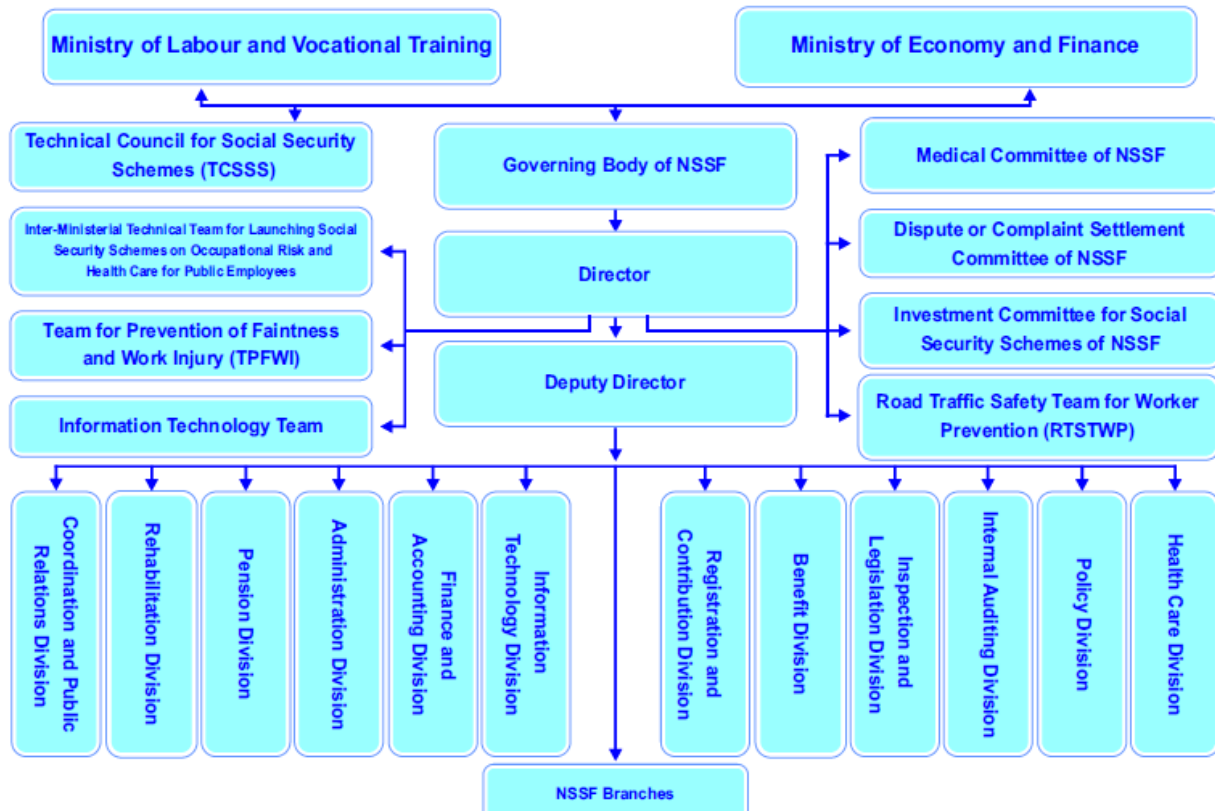 Ministry of Labour and Vocational Training
Ministry of Economy and Finance
Technical Council for Social Security
Schemes (TCSSS)
Governing Body of NSSF
Medical Committee of NSSF
Inter-Ministerial Technical Team for Launching Social
Security Schemes on Occupational Risk and
Health Care for Public Employees
Director
Dispute or Complaint Settlement
Committee of NSSF
Team for Prevention of Faintness
and Work Injury (TPFWI)
Investment Committee for Social
Security Schemes of NSSF
Deputy Director
Information Technology Team
Road Traffic Safety Team for Worker
Prevention (RTSTWP)
Coordination and Public
Relations Division
Rehabilitation Division
Pension Division
Administration Division
Finance and
Accounting Division
Information
Technology Division
Registration and
Contribution Division
Benefit Division
Inspection and
Legislation Division
Internal Auditing Division
Policy Division
Health Care Division
NSSF Branches